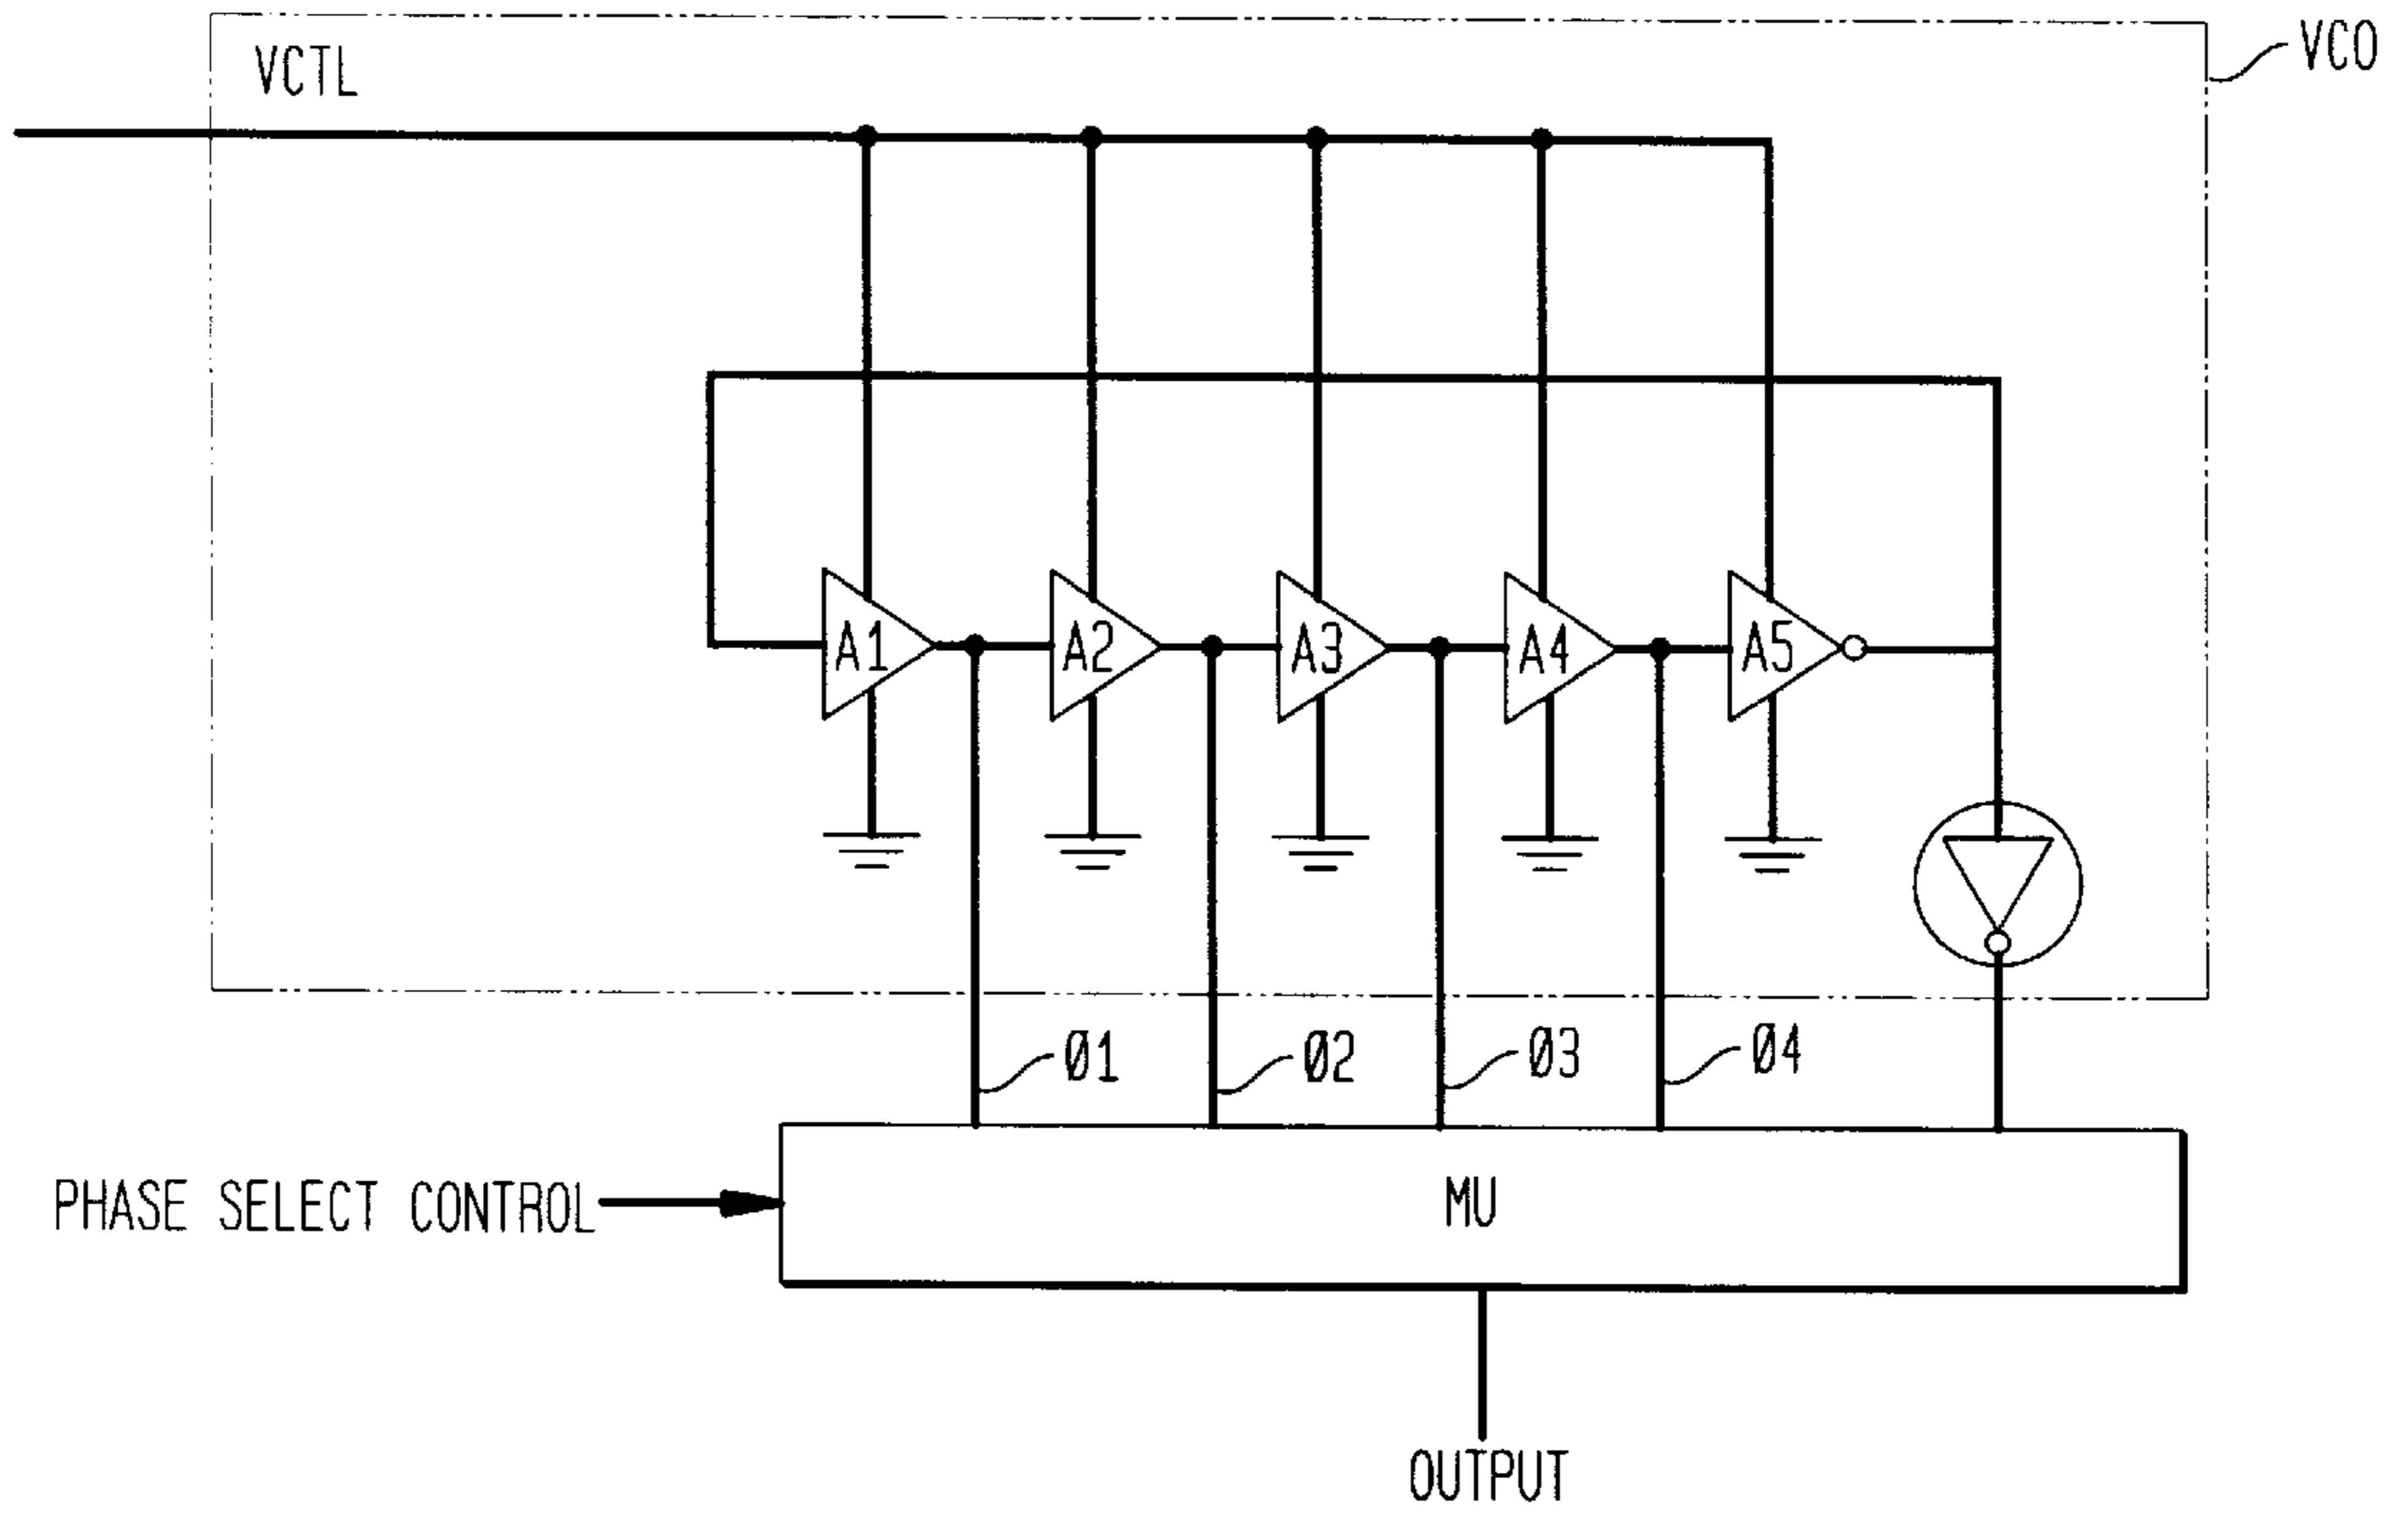 VCTL
VCO
A1 A2 A3 A4 A5
Ø1 Ø2 Ø3 Ø4
PHASE SELECT CONTROL
MU
OUTPUT